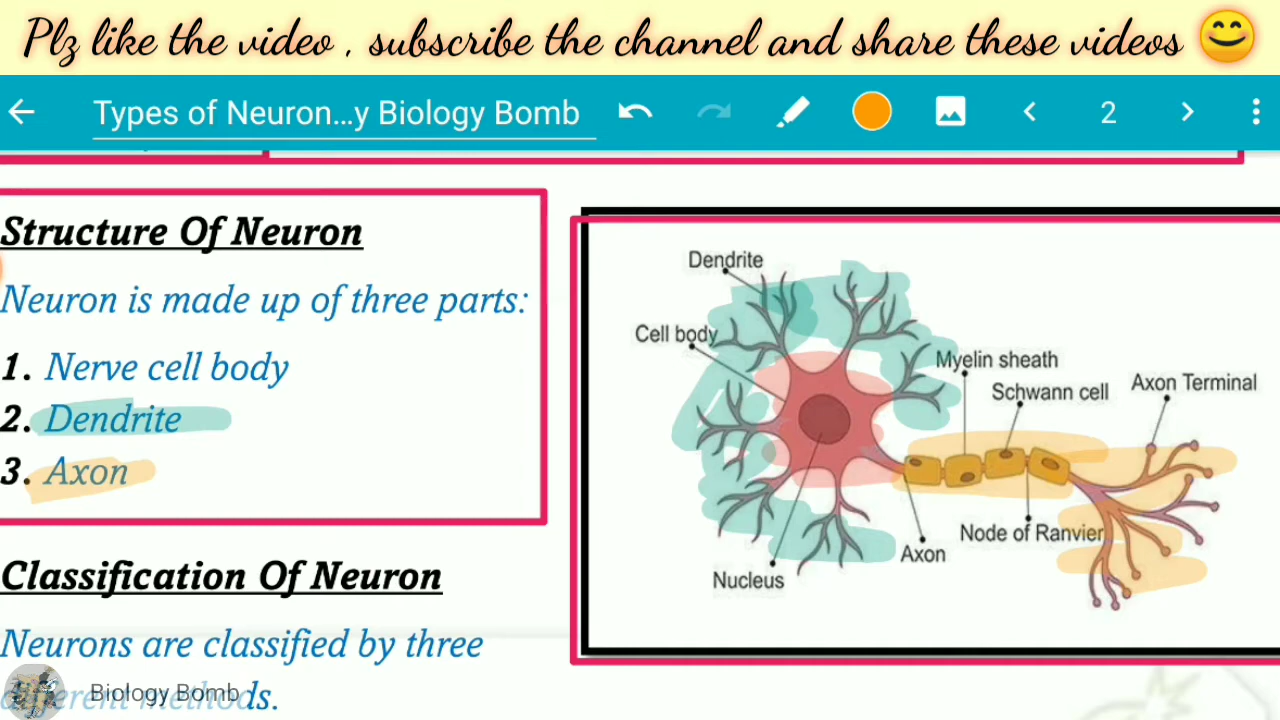 Plz like the video , subscribe the channel and share these videos 😊
Types of Neuron...y Biology Bomb
2
Structure Of Neuron
Neuron is made up of three parts:
1. Nerve cell body
2. Dendrite
3. Axon
Classification Of Neuron
Neurons are classified by three
different methods.
Biology Bomb
Dendrite
Cell body
Myelin sheath
Schwann cell
Axon Terminal
Node of Ranvier
Axon
Nucleus